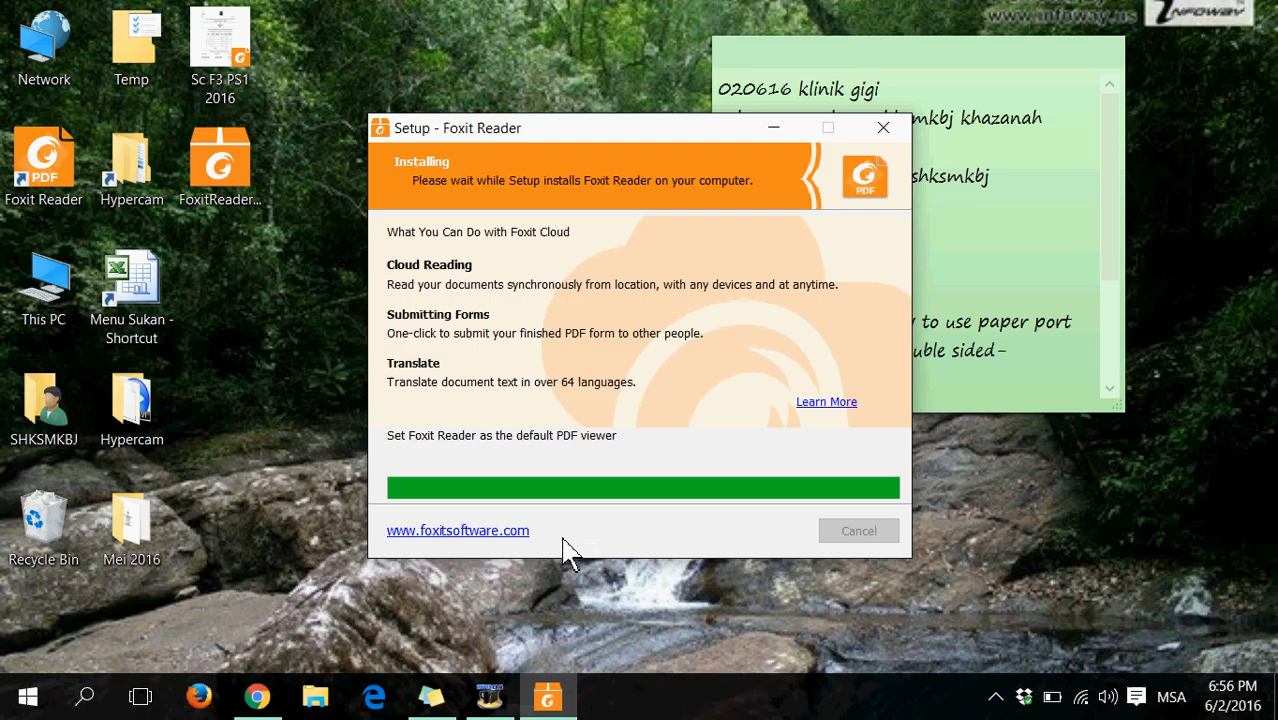 www.infoway.us
INFOWAY
Network
Temp
Sc F3 PS1
2016
PDF
Foxit Reader
Hypercam
FoxitReader...
This PC
Menu Sukan -
Shortcut
SHKSMKBJ
Hypercam
Recycle Bin
Mei 2016
020616 klinik gigi
mkbj khazanah
shksmkbj
to use paper port
uble sided-
Setup - Foxit Reader
Installing
Please wait while Setup installs Foxit Reader on your computer.
PDF
What You Can Do with Foxit Cloud
Cloud Reading
Read your documents synchronously from location, with any devices and at anytime.
Submitting Forms
One-click to submit your finished PDF form to other people.
Translate
Translate document text in over 64 languages.
Learn More
Set Foxit Reader as the default PDF viewer
www.foxitsoftware.com
Cancel
MSA
6:56 PM
6/2/2016